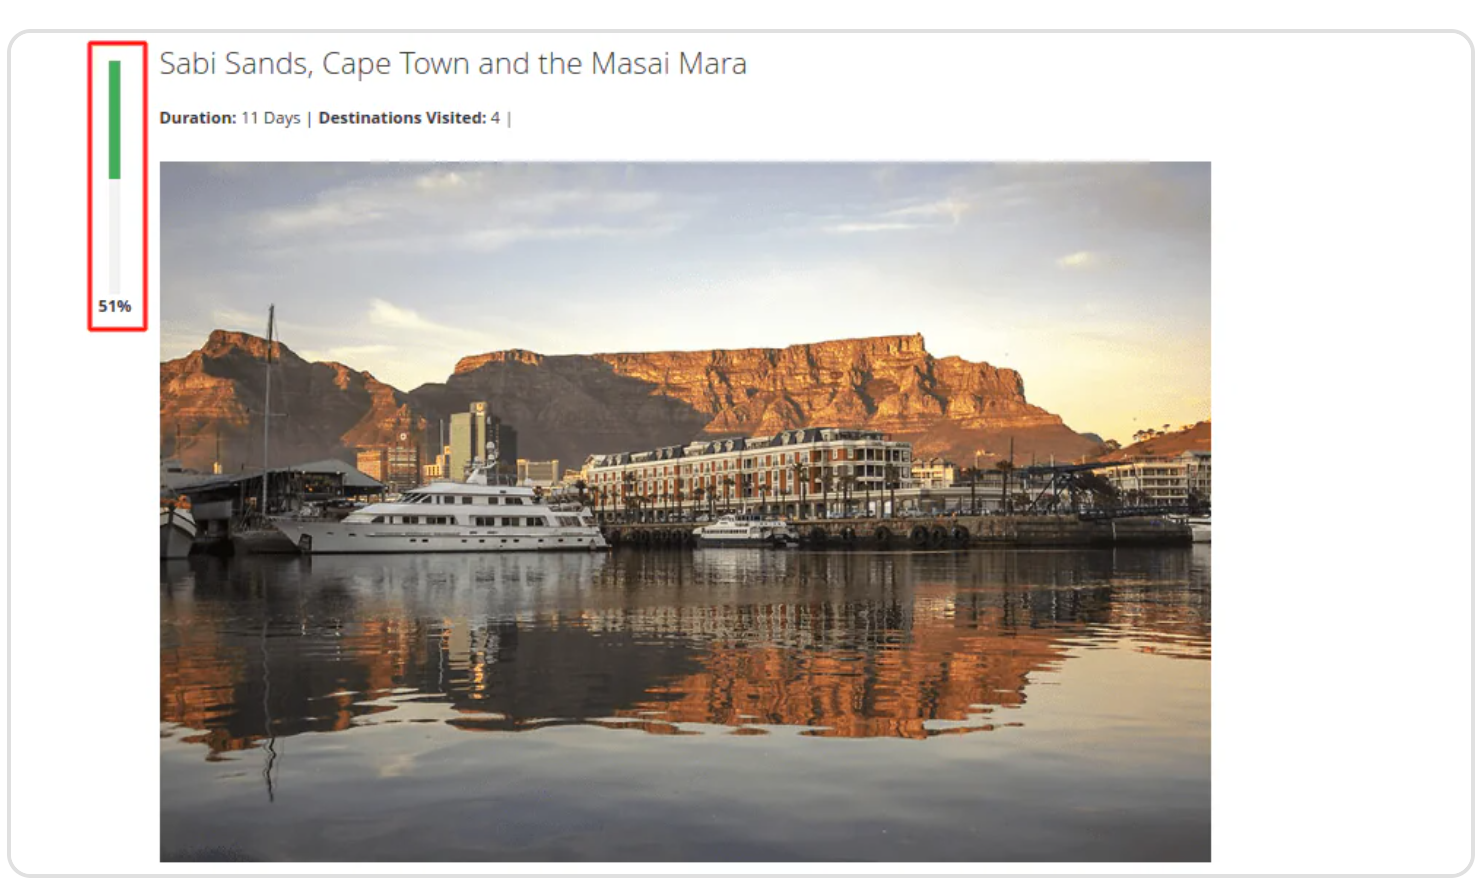 Sabi Sands, Cape Town and the Masai Mara
Duration: 11 Days | Destinations Visited: 4 |
51%